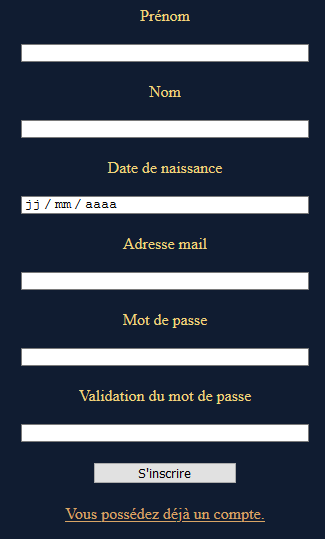 Prénom
Nom
Date de naissance
jj / mm / aaaa
Adresse mail
Mot de passe
Validation du mot de passe
S'inscrire
Vous possédez déjà un compte.